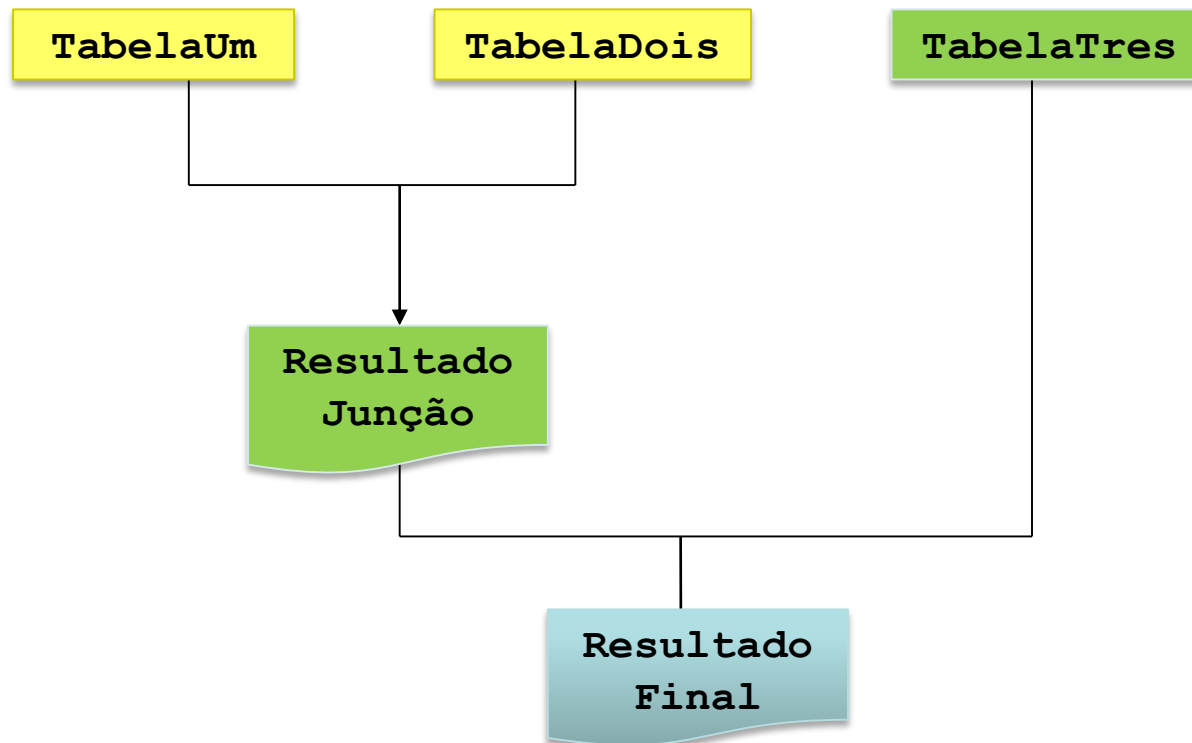 TabelaUm
TabelaDois
TabelaTres
Resultado
Junção
Resultado
Final